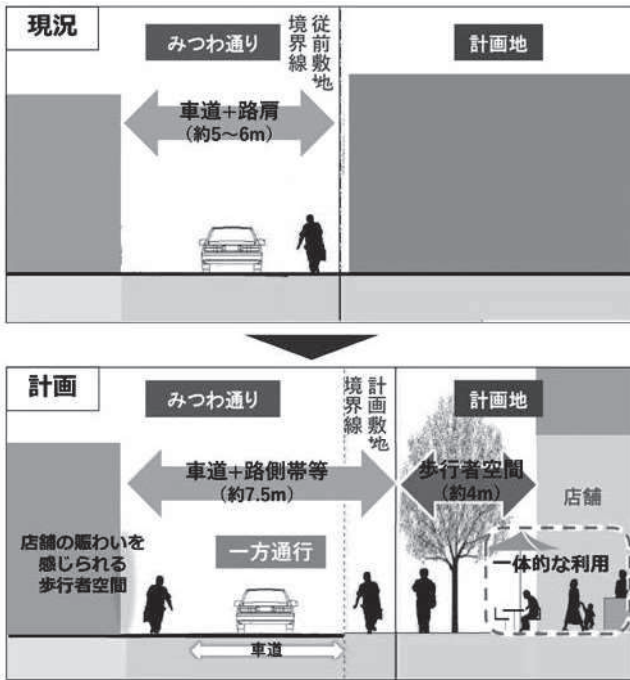 現況
みつわ通り
従前敷地
境界線
計画地
車道+路肩
(約5～6m)
計画
みつわ通り
計画敷地
境界線
計画地
車道+路側帯等
(約7.5m)
歩行者空間
(約4m)
店舗
店舗の賑わいを
感じられる
歩行者空間
一方通行
一体的な利用
車道